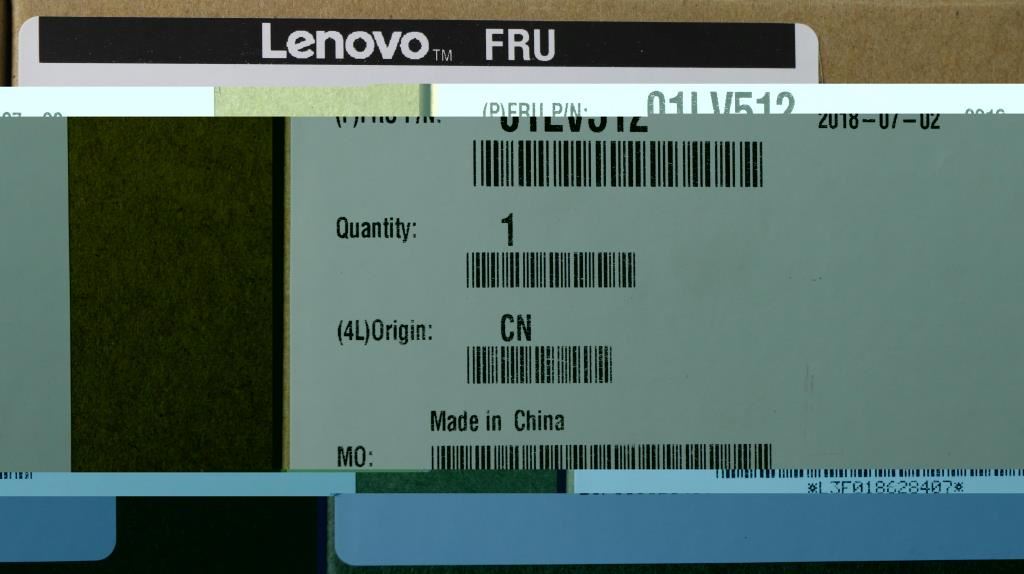 Lenovo™ FRU
(P)FRU P/N: 01LV512 2018-07-02
Quantity: 1
(4L)Origin: CN
Made in China
MO:
*L3F018628407*